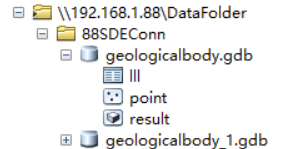 \\192.168.1.88\DataFolder
88SDEConn
geologicalbody.gdb
lll
point
result
geologicalbody_1.gdb